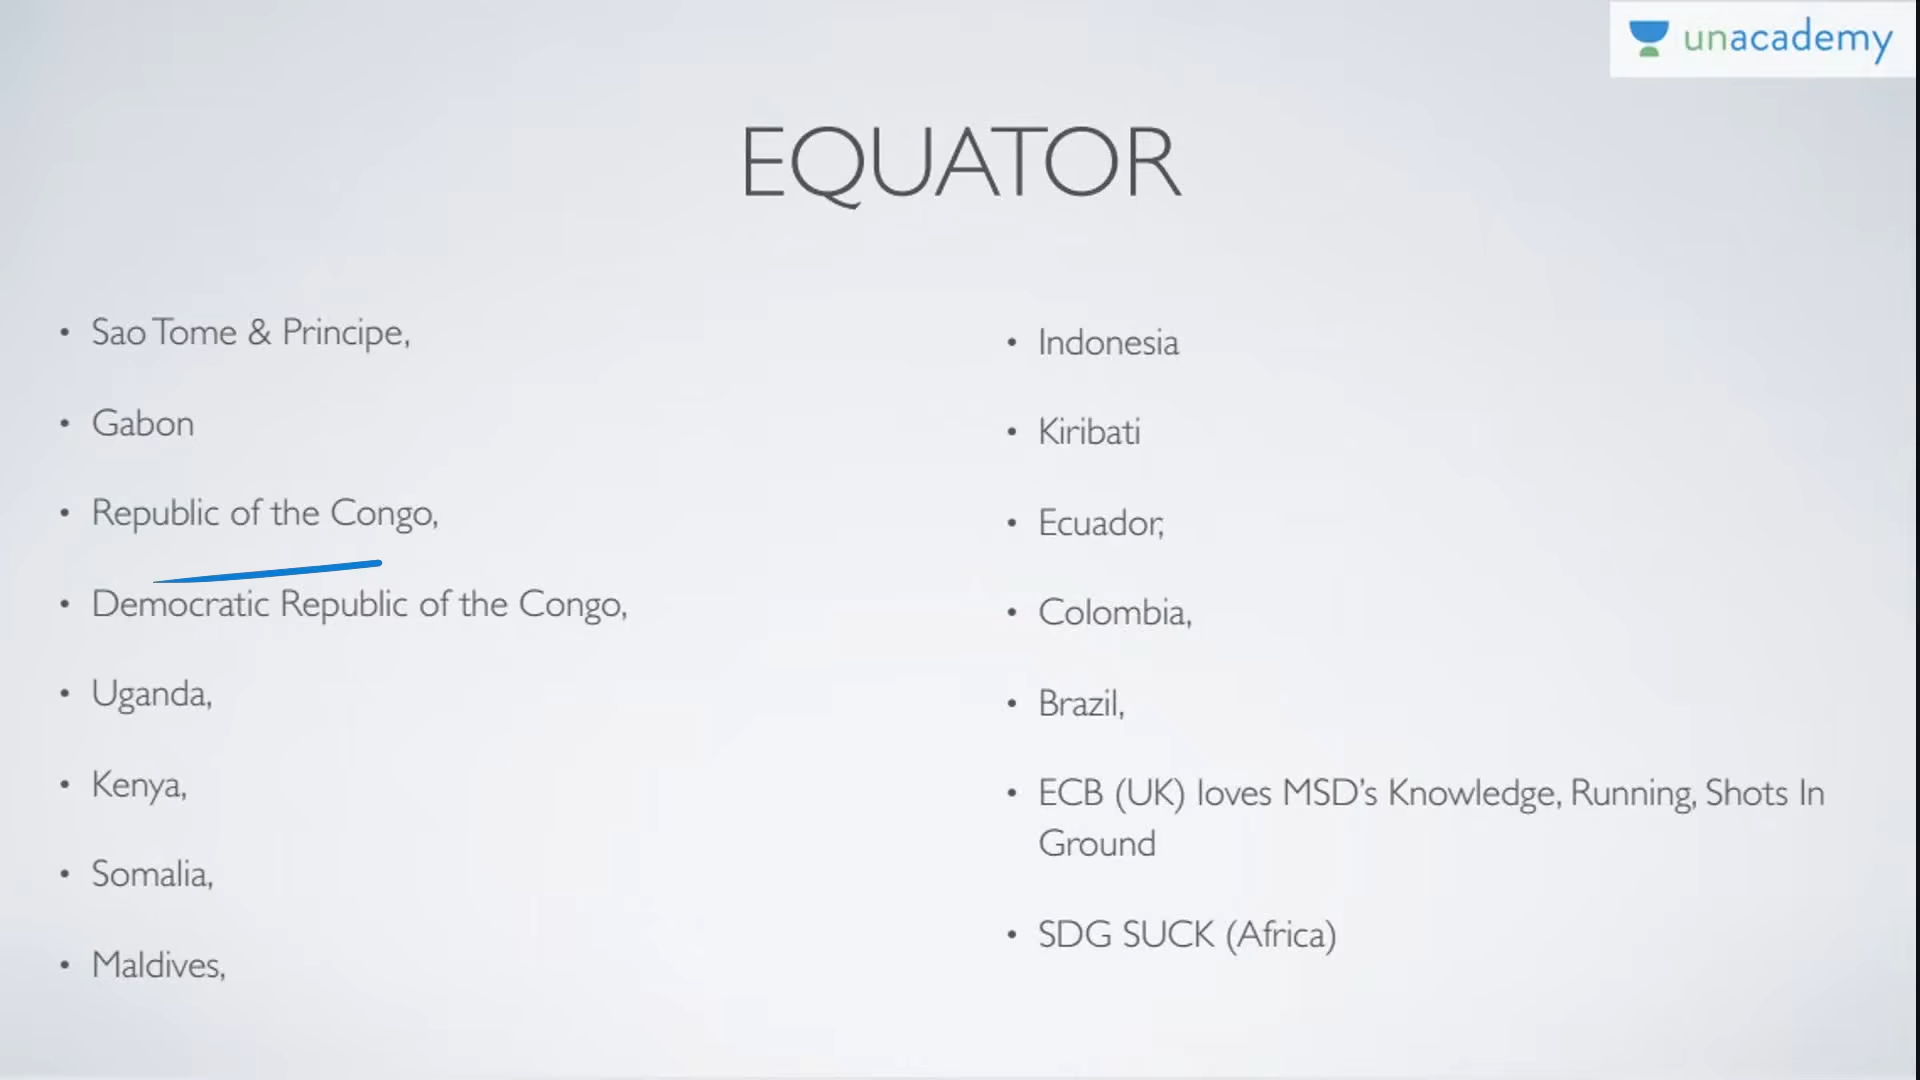 unacademy
EQUATOR
• Sao Tome & Principe,
• Gabon
• Republic of the Congo,
• Democratic Republic of the Congo,
• Uganda,
• Kenya,
• Somalia,
• Maldives,
• Indonesia
• Kiribati
• Ecuador,
• Colombia,
• Brazil,
• ECB (UK) loves MSD’s Knowledge, Running, Shots In
Ground
• SDG SUCK (Africa)